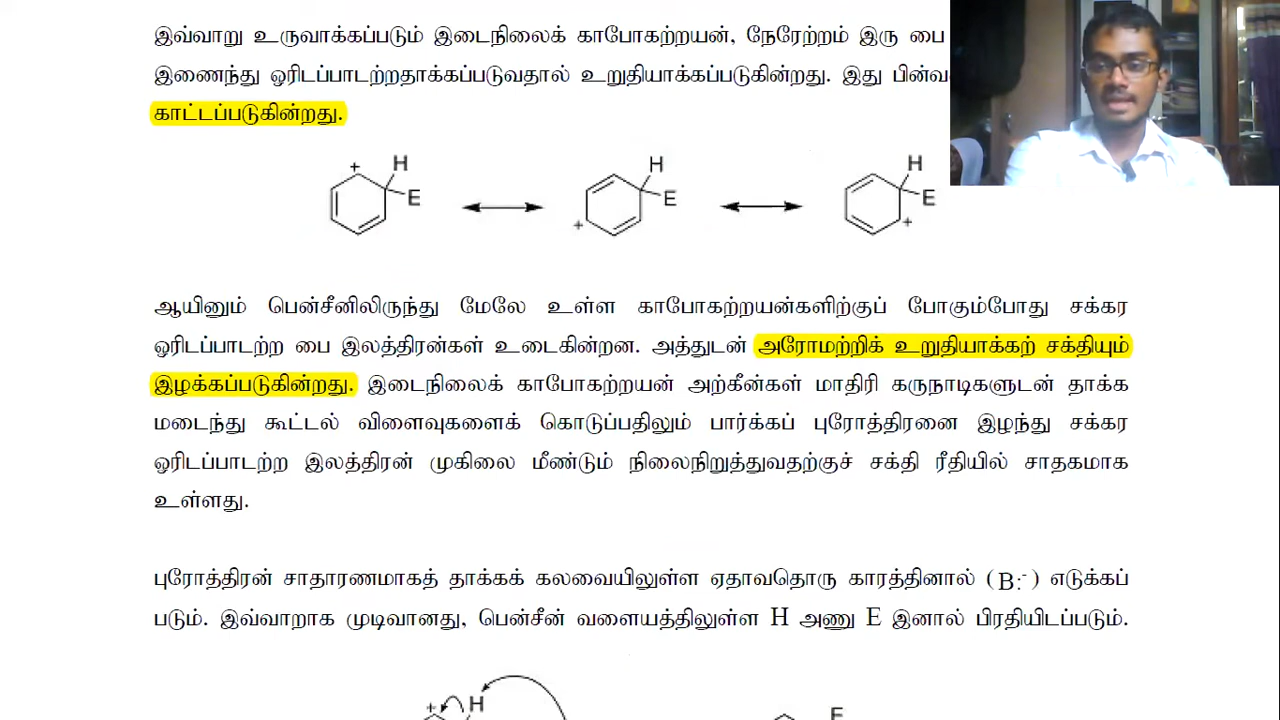 இவ்வாறு உருவாக்கப்படும் இடைநிலைக் காபோகற்றயன், நேரேற்றம் இரு பை
இணைந்து ஒரிடப்பாடற்றதாக்கப்படுவதால் உறுதியாக்கப்படுகின்றது. இது
காட்டப்படுகின்றது.
+ H E + H E H E +
ஆயினும் பென்சீனிலிருந்து மேலே உள்ள காபோகற்றயன்களிற்குப் போகும்போது சக்கர
ஒரிடப்பாடற்ற பை இலத்திரன்கள் உடைகின்றன. அத்துடன் அரோமற்றிக் உறுதியாக்கற் சக்தியும்
இழக்கப்படுகின்றது. இடைநிலைக் காபோகற்றயன் அற்கீன்கள் மாதிரி கருநாடிகளுடன் தாக்க
மடைந்து கூட்டல் விளைவுகளைக் கொடுப்பதிலும் பார்க்கப் புரோத்திரனை இழந்து சக்கர
ஒரிடப்பாடற்ற இலத்திரன் முகிலை மீண்டும் நிலைநிறுத்துவதற்குச் சக்தி ரீதியில் சாதகமாக
உள்ளது.
புரோத்திரன் சாதாரணமாகத் தாக்கக் கலவையிலுள்ள ஏதாவதொரு காரத்தினால் (B:⁻) எடுக்கப்
படும். இவ்வாறாக முடிவானது, பென்சீன் வளையத்திலுள்ள H அணு E இனால் பிரதியிடப்படும்.
+ H E